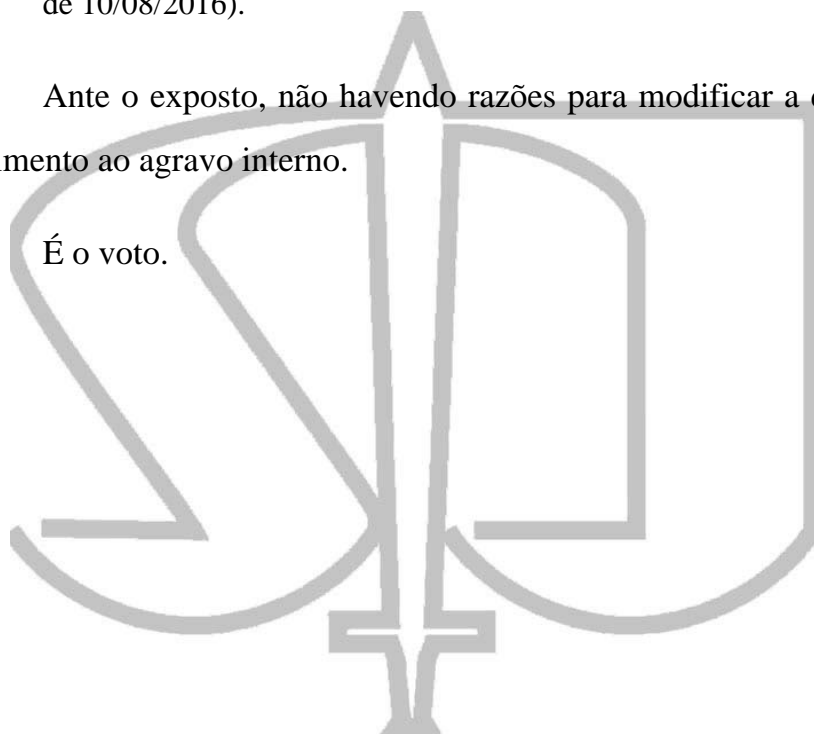 de 10/08/2016).
Ante o exposto, não havendo razões para modificar a
mento ao agravo interno.
É o voto.